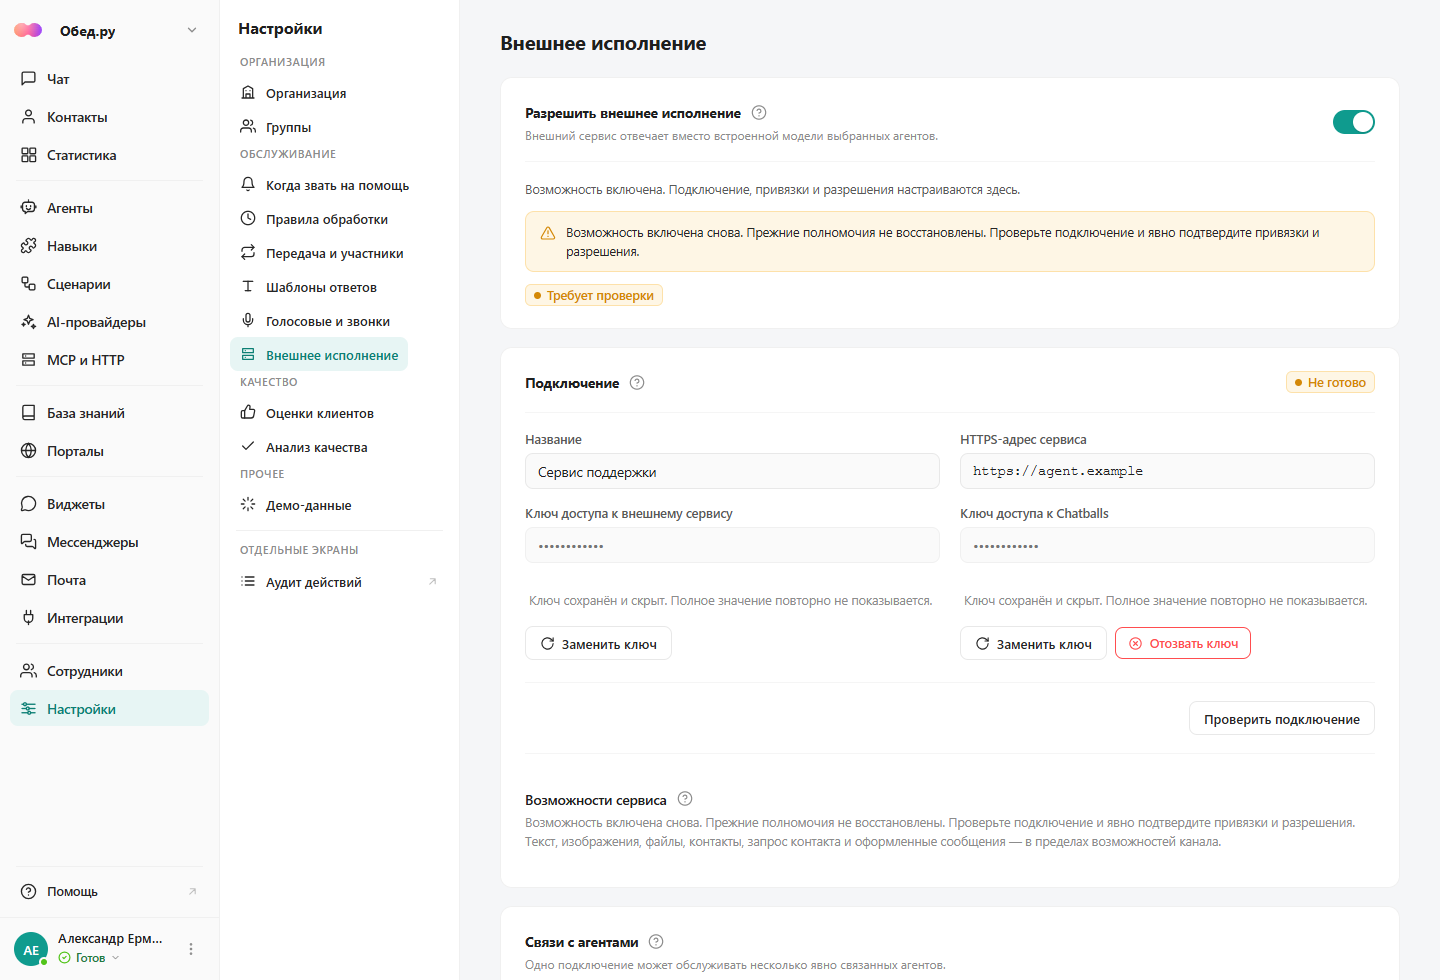 Обед.ру
Чат
Контакты
Статистика
Агенты
Навыки
Сценарии
AI-провайдеры
MCP и HTTP
База знаний
Порталы
Виджеты
Мессенджеры
Почта
Интеграции
Сотрудники
Настройки
Помощь
АЕ
Александр Ерм...
Готов
Настройки
ОРГАНИЗАЦИЯ
Организация
Группы
ОБСЛУЖИВАНИЕ
Когда звать на помощь
Правила обработки
Передача и участники
Шаблоны ответов
Голосовые и звонки
Внешнее исполнение
КАЧЕСТВО
Оценки клиентов
Анализ качества
ПРОЧЕЕ
Демо-данные
ОТДЕЛЬНЫЕ ЭКРАНЫ
Аудит действий
Внешнее исполнение
Разрешить внешнее исполнение
Внешний сервис отвечает вместо встроенной модели выбранных агентов.
Возможность включена. Подключение, привязки и разрешения настраиваются здесь.
Возможность включена снова. Прежние полномочия не восстановлены. Проверьте подключение и явно подтвердите привязки и
разрешения.
Требует проверки
Подключение
Не готово
Название
HTTPS-адрес сервиса
Сервис поддержки
https://agent.example
Ключ доступа к внешнему сервису
Ключ доступа к Chatballs
••••••••••••
••••••••••••
Ключ сохранён и скрыт. Полное значение повторно не показывается.
Ключ сохранён и скрыт. Полное значение повторно не показывается.
Заменить ключ
Заменить ключ
Отозвать ключ
Проверить подключение
Возможности сервиса
Возможность включена снова. Прежние полномочия не восстановлены. Проверьте подключение и явно подтвердите привязки и разрешения.
Текст, изображения, файлы, контакты, запрос контакта и оформленные сообщения — в пределах возможностей канала.
Связи с агентами
Одно подключение может обслуживать несколько явно связанных агентов.